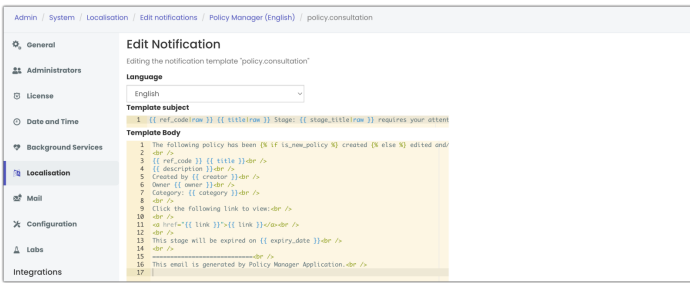 Admin / System / Localisation / Edit notifications / Policy Manager (English) / policy.consultation
General
Administrators
License
Date and Time
Background Services
Localisation
Mail
Configuration
Labs
Integrations
Edit Notification
Editing the notification template "policy.consultation"
Language
English
Template subject
1 {{ ref_code|raw }} {{ title|raw }} Stage: {{ stage_title|raw }} requires your attent
Template Body
1 The following policy has been {% if is_new_policy %} created {% else %} edited and/
2 <br />
3 {{ ref_code }} {{ title }}<br />
4 {{ description }}<br />
5 Created by {{ creator }}<br />
6 Owner {{ owner }}<br />
7 Category: {{ category }}<br />
8 <br />
9 Click the following link to view:<br />
10 <br />
11 <a href="{{ link }}">{{ link }}</a><br />
12 <br />
13 This stage will be expired on {{ expiry_date }}<br />
14 <br />
15 ============================<br />
16 This email is generated by Policy Manager Application.<br />
17